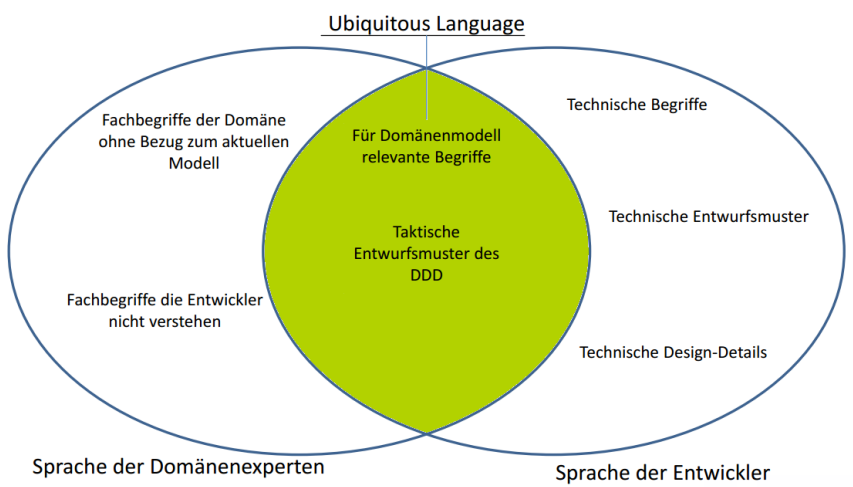 Ubiquitous Language
Fachbegriffe der Domäne
ohne Bezug zum aktuellen
Modell
Fachbegriffe die Entwickler
nicht verstehen
Für Domänenmodell
relevante Begriffe
Taktische
Entwurfsmuster des
DDD
Technische Begriffe
Technische Entwurfsmuster
Technische Design-Details
Sprache der Domänenexperten
Sprache der Entwickler